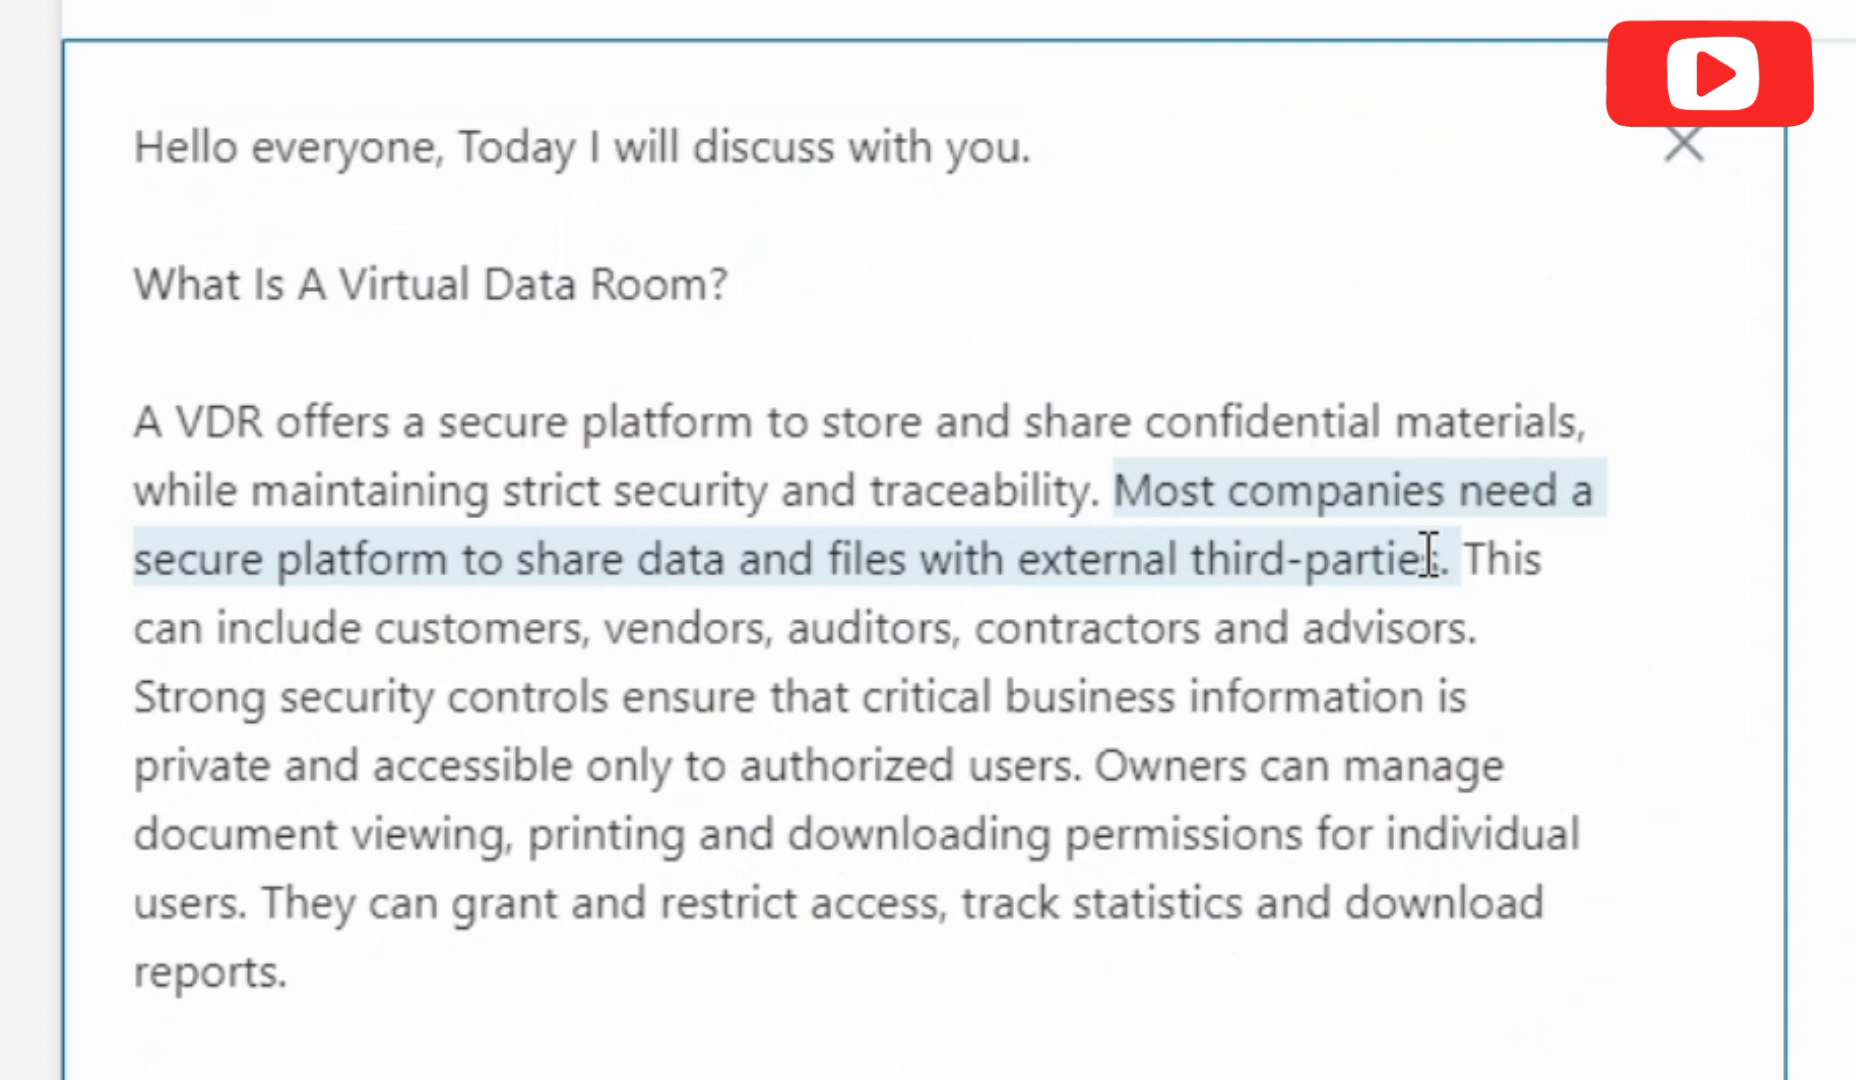 Hello everyone, Today I will discuss with you.
What Is A Virtual Data Room?
A VDR offers a secure platform to store and share confidential materials,
while maintaining strict security and traceability. Most companies need a
secure platform to share data and files with external third-parties. This
can include customers, vendors, auditors, contractors and advisors.
Strong security controls ensure that critical business information is
private and accessible only to authorized users. Owners can manage
document viewing, printing and downloading permissions for individual
users. They can grant and restrict access, track statistics and download
reports.